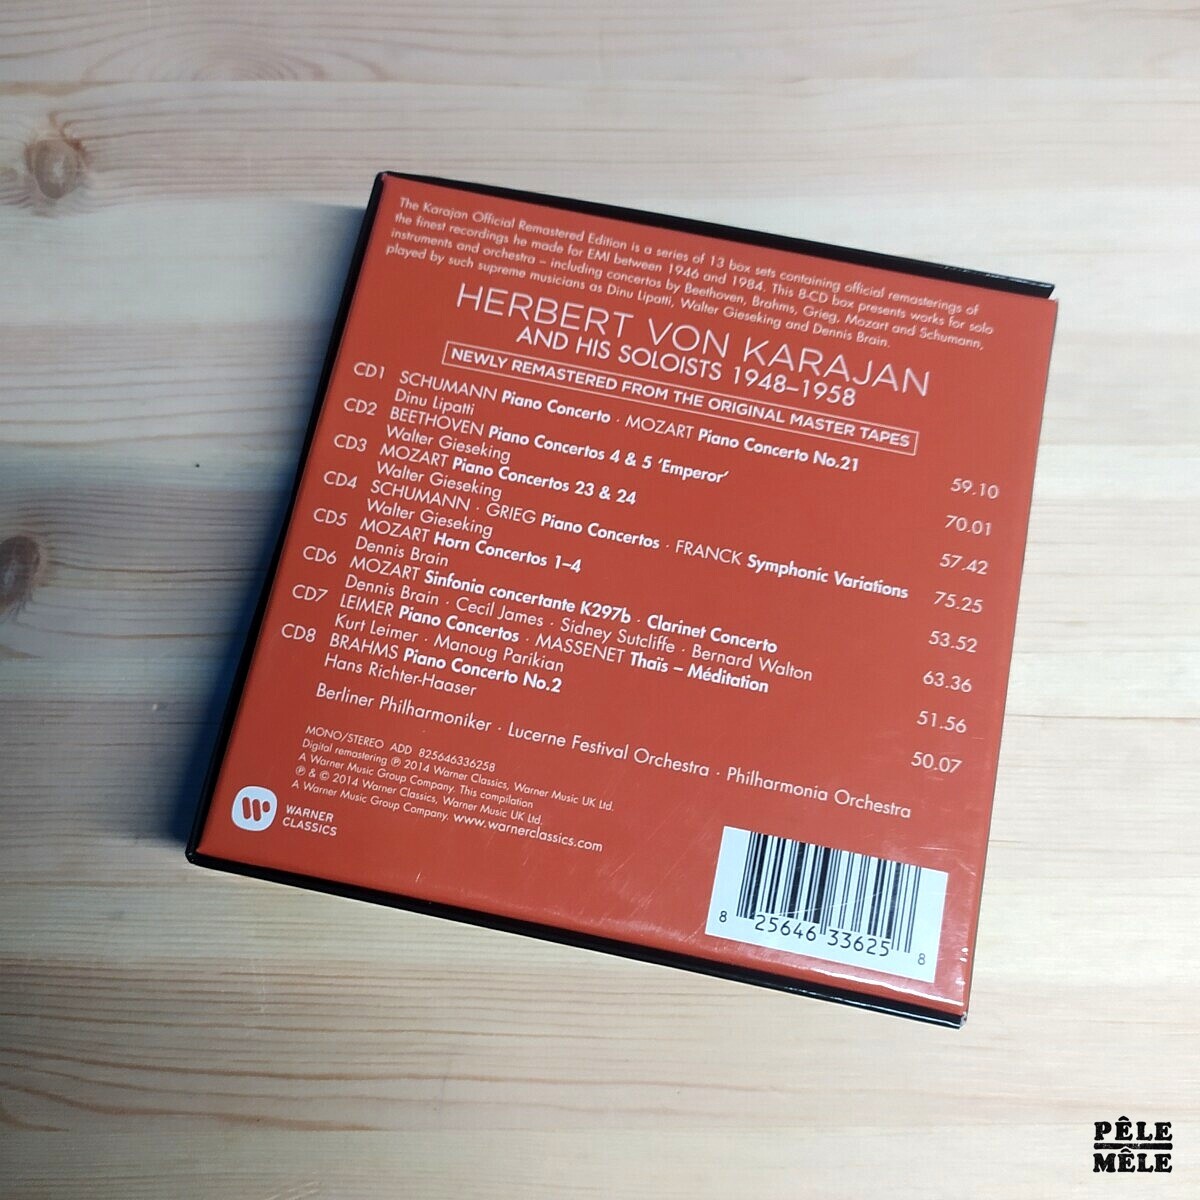 The Karajan Official Remastered Edition is a series of 13 box sets containing official remasterings of
the finest recordings he made for EMI between 1946 and 1984. This 8-CD box presents works for solo
instruments and orchestra – including concertos by Beethoven, Brahms, Grieg, Mozart and Schumann,
played by such supreme musicians as Dinu Lipatti, Walter Gieseking and Dennis Brain.
HERBERT VON KARAJAN
AND HIS SOLOISTS 1948–1958
NEWLY REMASTERED FROM THE ORIGINAL MASTER TAPES
CD1 SCHUMANN Piano Concerto · MOZART Piano Concerto No.21 59.10
Dinu Lipatti
CD2 BEETHOVEN Piano Concertos 4 & 5 'Emperor' 70.01
Walter Gieseking
CD3 MOZART Piano Concertos 23 & 24 57.42
Walter Gieseking
CD4 SCHUMANN · GRIEG Piano Concertos · FRANCK Symphonic Variations 75.25
Walter Gieseking
CD5 MOZART Horn Concertos 1–4 53.52
Dennis Brain
CD6 MOZART Sinfonia concertante K297b · Clarinet Concerto 63.36
Dennis Brain · Cecil James · Sidney Sutcliffe · Bernard Walton
CD7 LEIMER Piano Concertos · MASSENET Thaïs – Méditation 51.56
Kurt Leimer · Manoug Parikian
CD8 BRAHMS Piano Concerto No.2 50.07
Hans Richter-Haaser
Berliner Philharmoniker · Lucerne Festival Orchestra · Philharmonia Orchestra
MONO/STEREO ADD 825646336258
Digital remastering ℗ 2014 Warner Classics, Warner Music UK Ltd.
A Warner Music Group Company. This compilation
℗ & © 2014 Warner Classics, Warner Music UK Ltd.
A Warner Music Group Company. www.warnerclassics.com
WARNER
CLASSICS
8 25646 33625 8
PÊLE
MÊLE